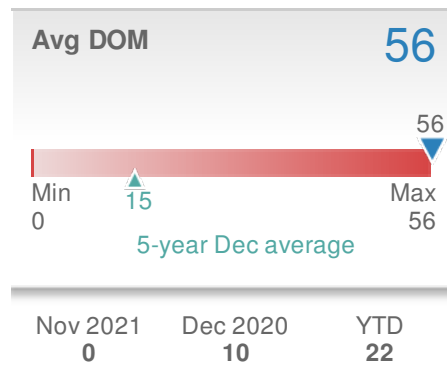 Avg DOM 56
56
Min 15 Max
0 56
5-year Dec average
Nov 2021 Dec 2020 YTD
0 10 22